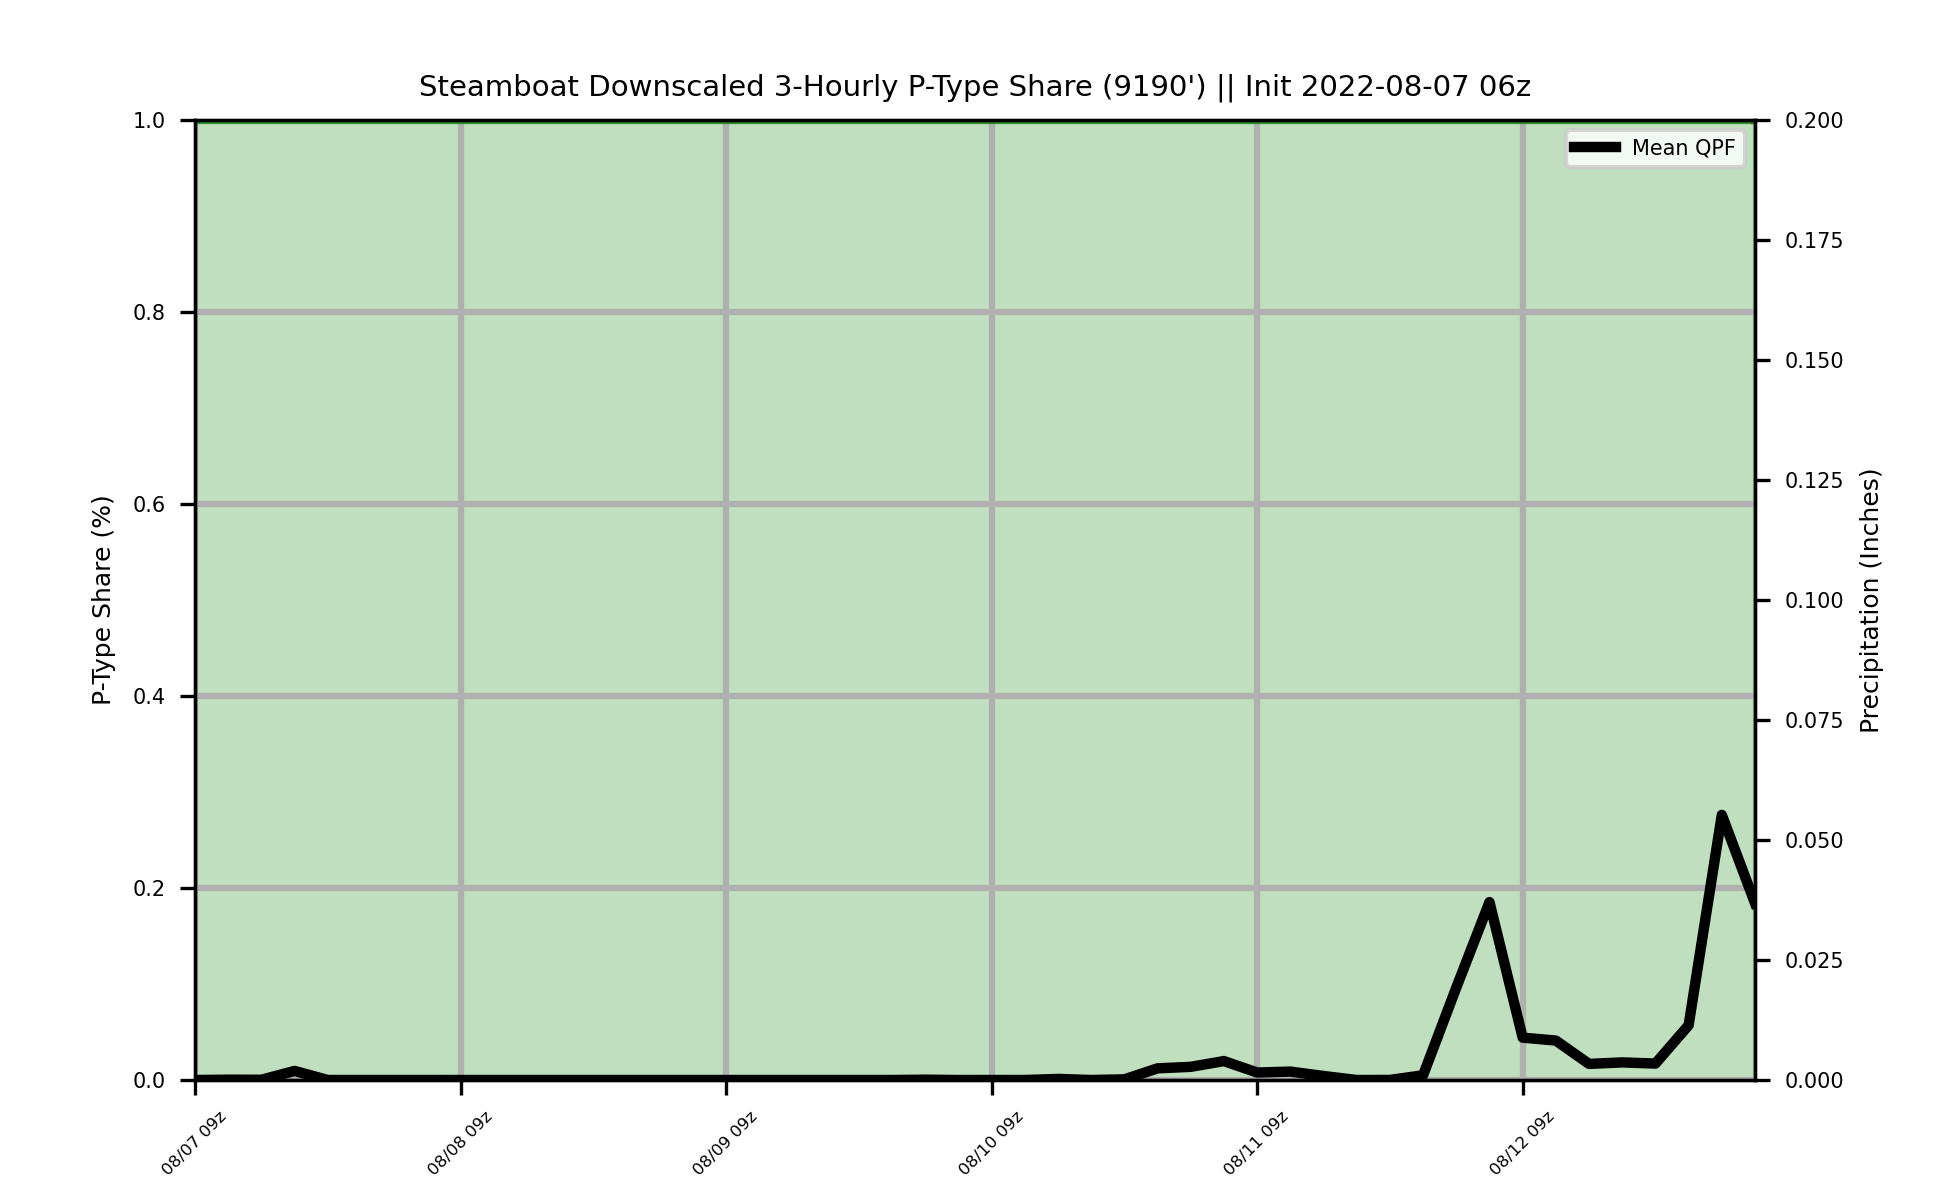 Steamboat Downscaled 3-Hourly P-Type Share (9190') || Init 2022-08-07 06z
Mean QPF
P-Type Share (%)
1.0
0.8
0.6
0.4
0.2
0.0
0.200
0.175
0.150
0.125
0.100
0.075
0.050
0.025
0.000
Precipitation (Inches)
08/07 09z
08/08 09z
08/09 09z
08/10 09z
08/11 09z
08/12 09z